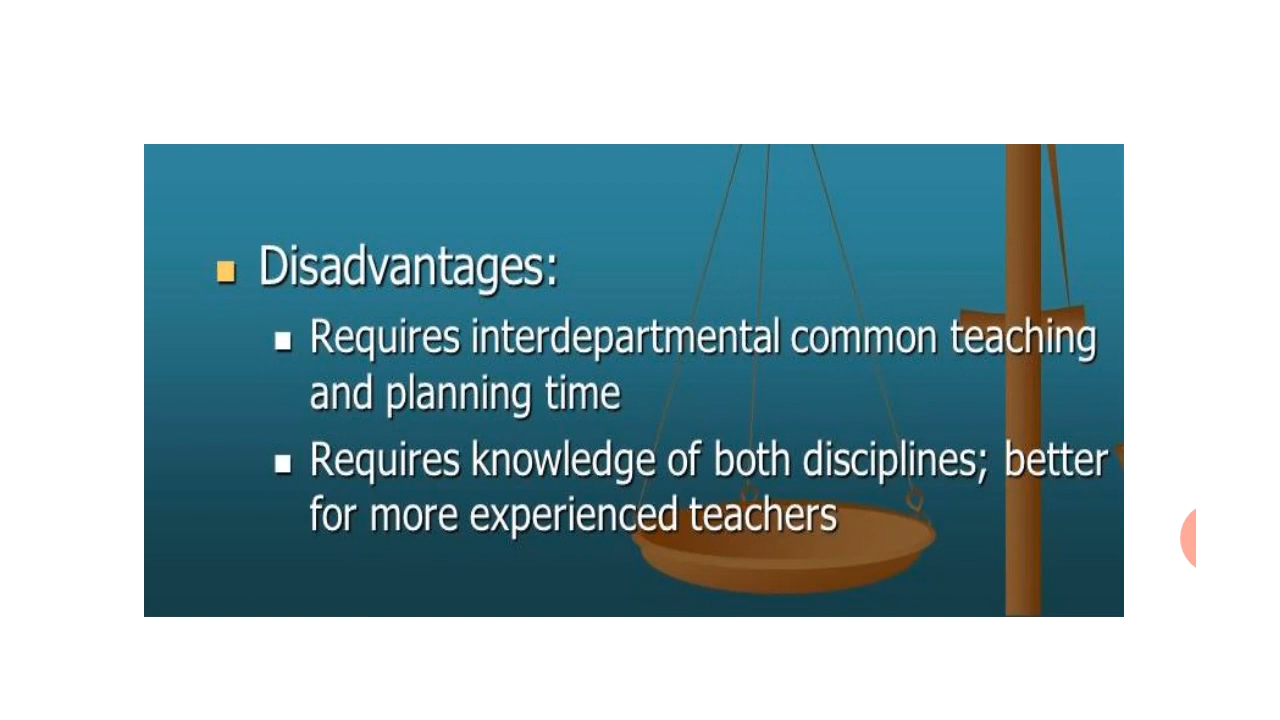 Disadvantages:
Requires interdepartmental common teaching
and planning time
Requires knowledge of both disciplines; better
for more experienced teachers